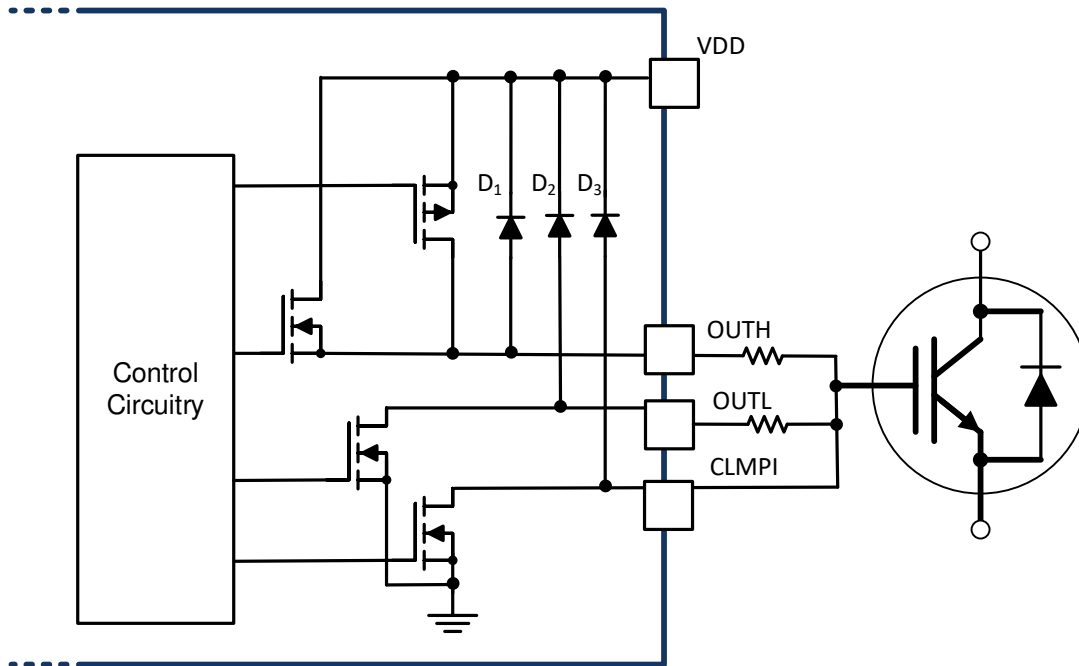 VDD
D₁ D₂ D₃
OUTH
Control
Circuitry
OUTL
CLMPI